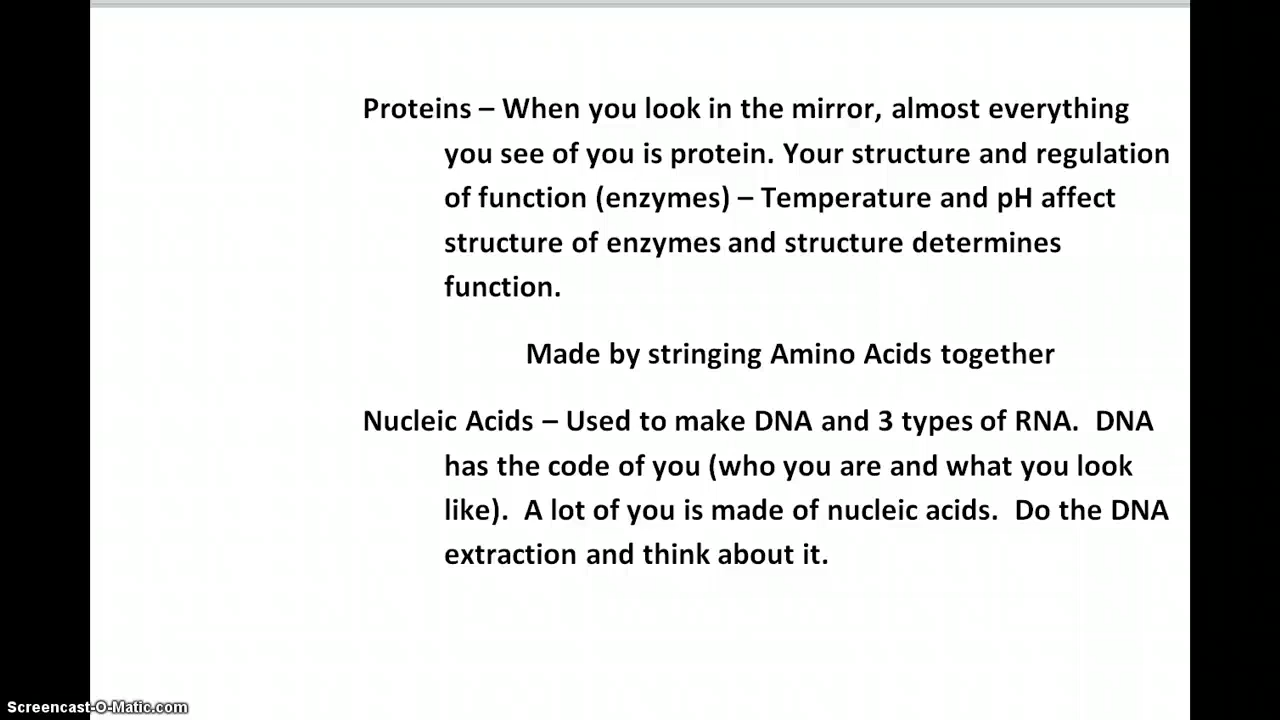 Proteins – When you look in the mirror, almost everything
you see of you is protein. Your structure and regulation
of function (enzymes) – Temperature and pH affect
structure of enzymes and structure determines
function.
Made by stringing Amino Acids together
Nucleic Acids – Used to make DNA and 3 types of RNA.  DNA
has the code of you (who you are and what you look
like).  A lot of you is made of nucleic acids.  Do the DNA
extraction and think about it.
Screencast-O-Matic.com